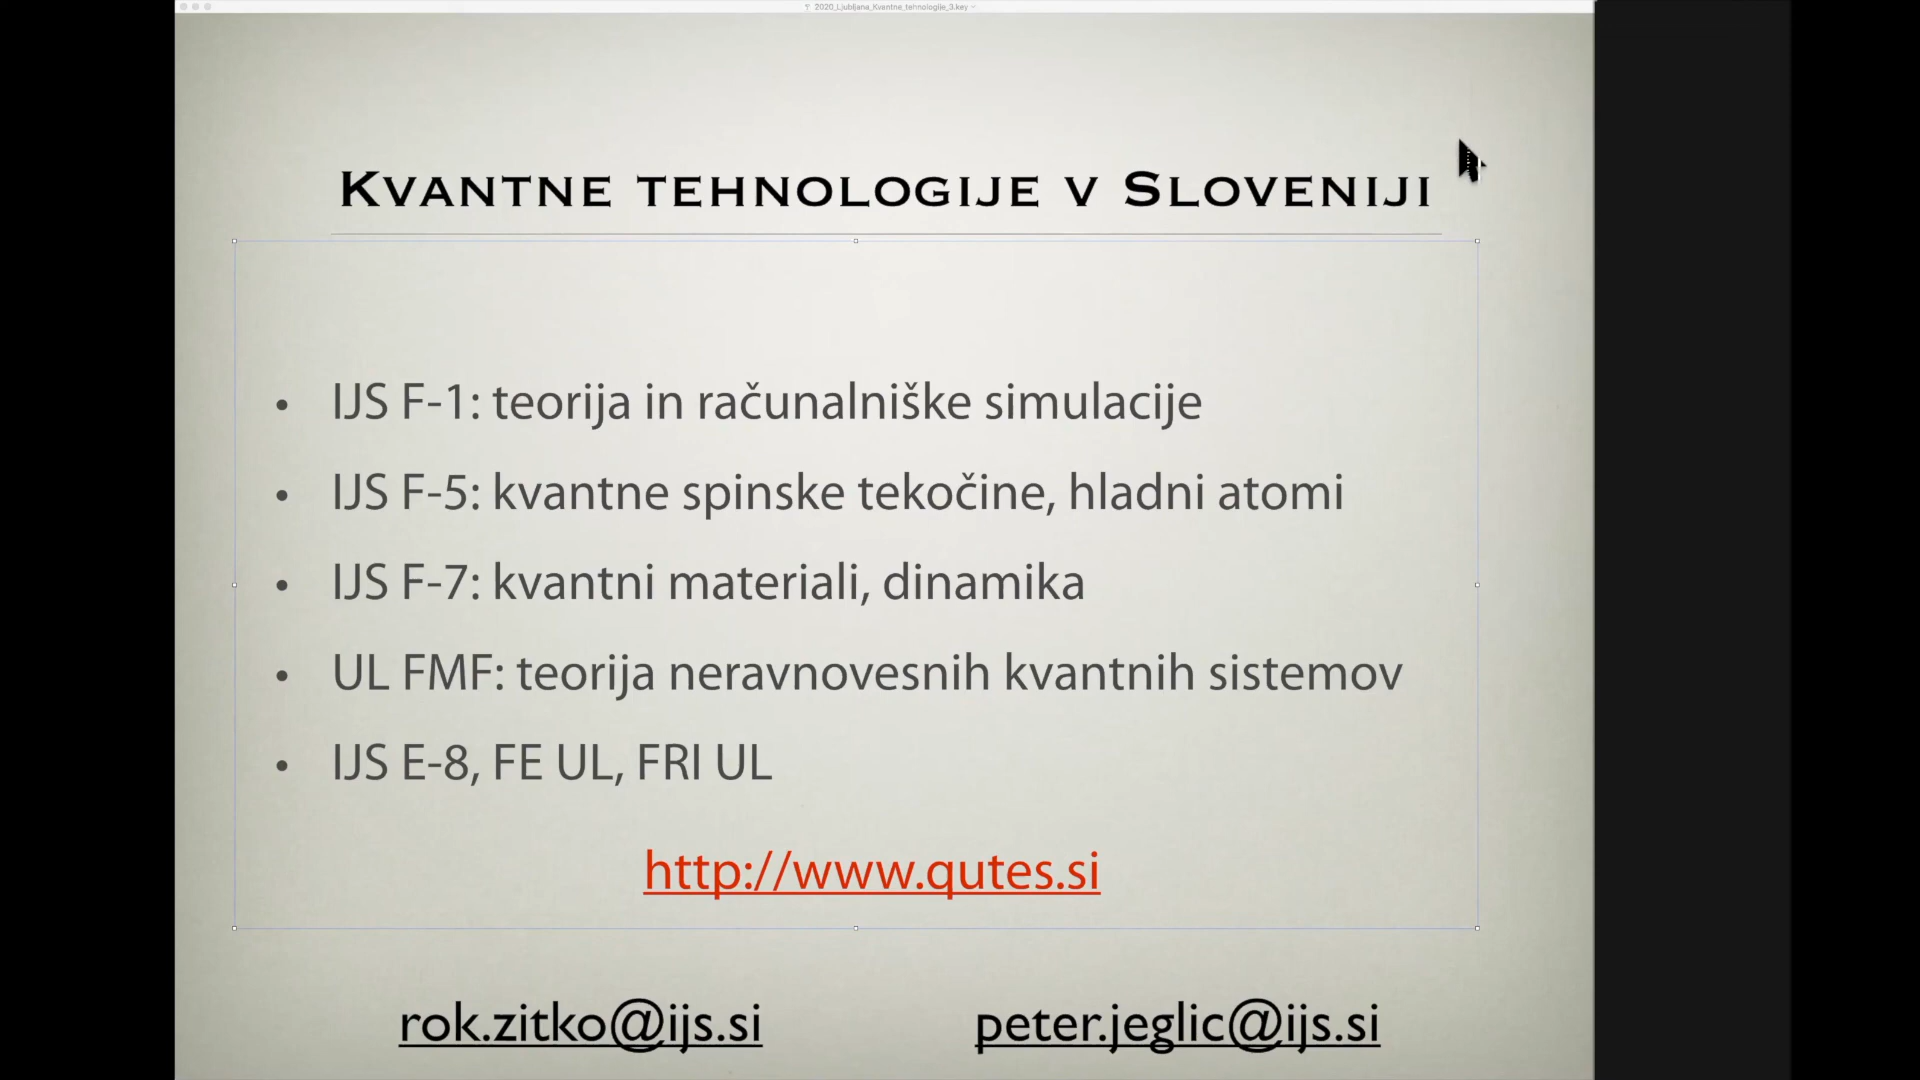 2020_Ljubljana_Kvantne_tehnologije_3.key
Kvantne tehnologije v Sloveniji
• IJS F-1: teorija in računalniške simulacije
• IJS F-5: kvantne spinske tekočine, hladni atomi
• IJS F-7: kvantni materiali, dinamika
• UL FMF: teorija neravnovesnih kvantnih sistemov
• IJS E-8, FE UL, FRI UL
http://www.qutes.si
rok.zitko@ijs.si peter.jeglic@ijs.si